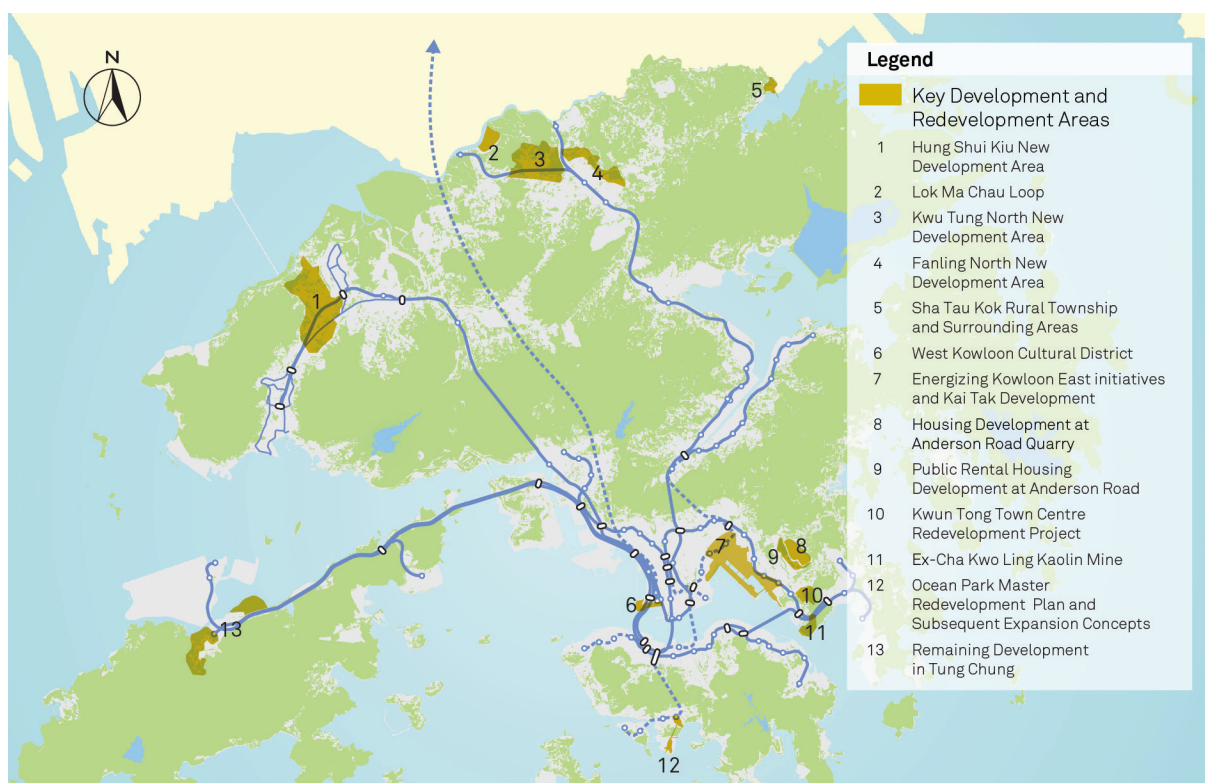 N
Legend
Key Development and
Redevelopment Areas
1 Hung Shui Kiu New
Development Area
2 Lok Ma Chau Loop
3 Kwu Tung North New
Development Area
4 Fanling North New
Development Area
5 Sha Tau Kok Rural Township
and Surrounding Areas
6 West Kowloon Cultural District
7 Energizing Kowloon East initiatives
and Kai Tak Development
8 Housing Development at
Anderson Road Quarry
9 Public Rental Housing
Development at Anderson Road
10 Kwun Tong Town Centre
Redevelopment Project
11 Ex-Cha Kwo Ling Kaolin Mine
12 Ocean Park Master
Redevelopment Plan and
Subsequent Expansion Concepts
13 Remaining Development
in Tung Chung
5
2
3
4
1
7
9
8
10
6
11
13
12